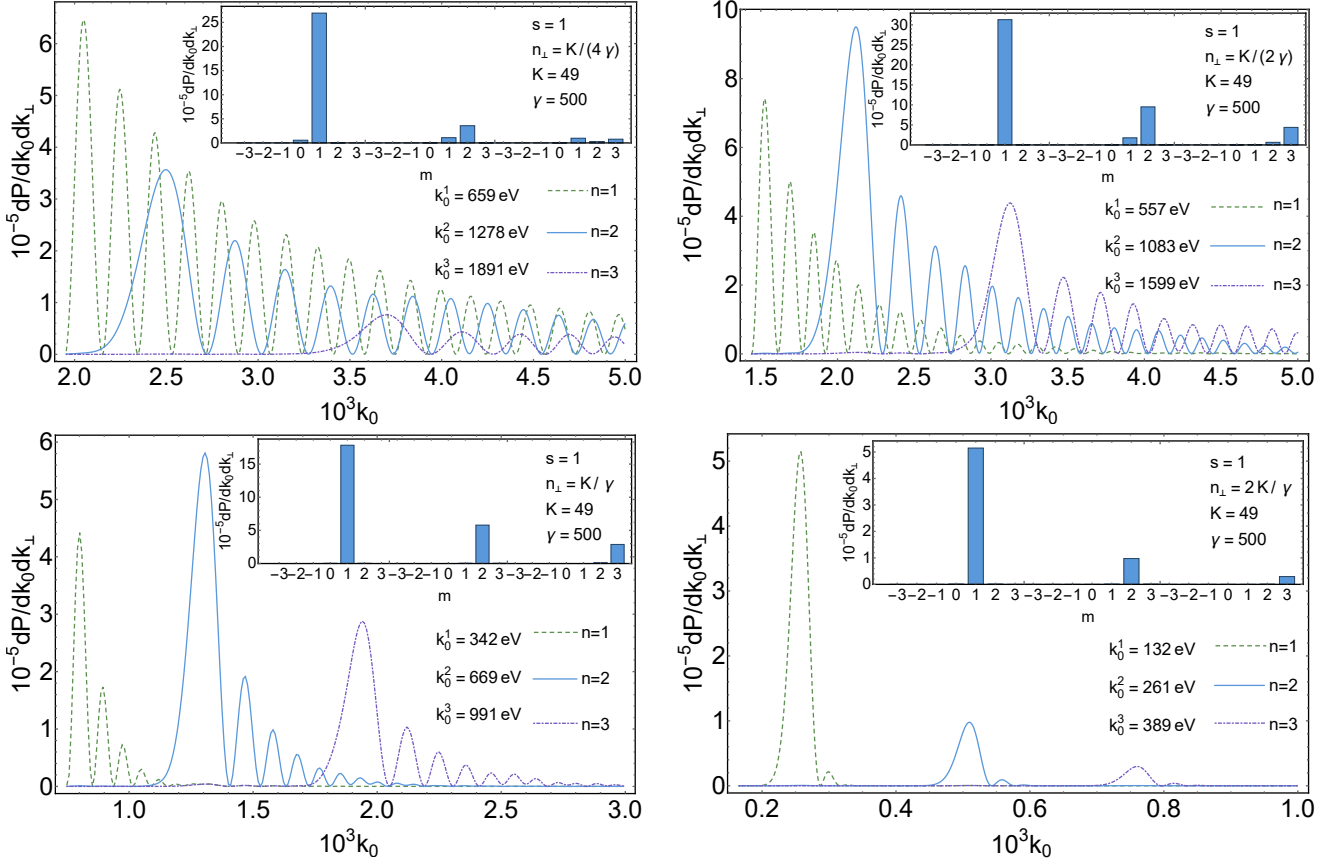 10⁻⁵dP/dk₀dk⊥
6
5
4
3
2
1
0
2.0
2.5
3.0
3.5
4.0
4.5
5.0
10³k₀
10⁻⁵dP/dk₀dk⊥
25
20
15
10
5
0
-3-2-1 0 1 2 3-3-2-1 0 1 2 3-3-2-1 0 1 2 3
m
s = 1
n⊥ = K/(4 γ)
K = 49
γ = 500
k₀¹ = 659 eV
k₀² = 1278 eV
k₀³ = 1891 eV
n=1
n=2
n=3
10⁻⁵dP/dk₀dk⊥
10
8
6
4
2
0
1.5
2.0
2.5
3.0
3.5
4.0
4.5
5.0
10³k₀
10⁻⁵dP/dk₀dk⊥
30
25
20
15
10
5
0
-3-2-1 0 1 2 3-3-2-1 0 1 2 3-3-2-1 0 1 2 3
m
s = 1
n⊥ = K/(2 γ)
K = 49
γ = 500
k₀¹ = 557 eV
k₀² = 1083 eV
k₀³ = 1599 eV
n=1
n=2
n=3
10⁻⁵dP/dk₀dk⊥
6
5
4
3
2
1
0
1.0
1.5
2.0
2.5
3.0
10³k₀
10⁻⁵dP/dk₀dk⊥
15
10
5
0
-3-2-1 0 1 2 3-3-2-1 0 1 2 3-3-2-1 0 1 2 3
m
s = 1
n⊥ = K/ γ
K = 49
γ = 500
k₀¹ = 342 eV
k₀² = 669 eV
k₀³ = 991 eV
n=1
n=2
n=3
10⁻⁵dP/dk₀dk⊥
5
4
3
2
1
0
0.2
0.4
0.6
0.8
1.0
10³k₀
10⁻⁵dP/dk₀dk⊥
5
4
3
2
1
0
-3-2-1 0 1 2 3-3-2-1 0 1 2 3-3-2-1 0 1 2 3
m
s = 1
n⊥ = 2 K/ γ
K = 49
γ = 500
k₀¹ = 132 eV
k₀² = 261 eV
k₀³ = 389 eV
n=1
n=2
n=3